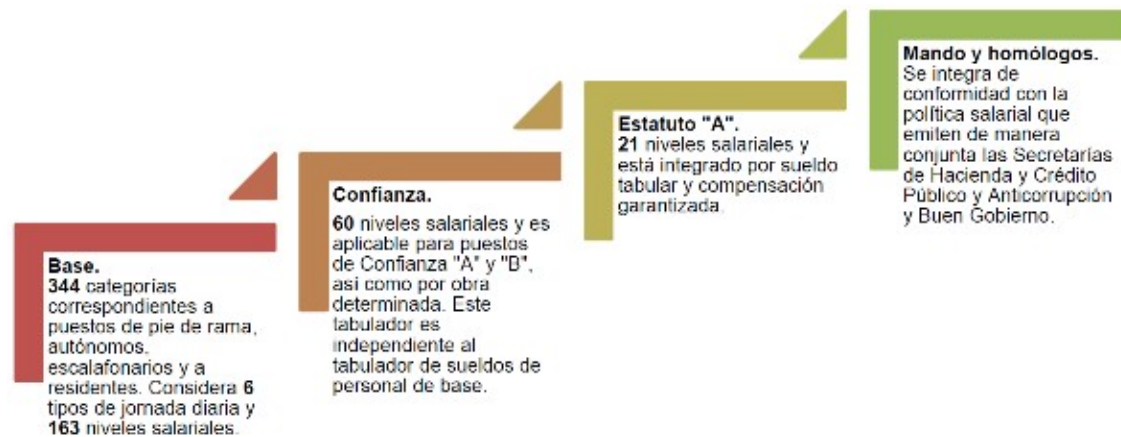 Base.
344 categorías
correspondientes a
puestos de pie de rama,
autónomos,
escalafonarios y a
residentes. Considera 6
tipos de jornada diaria y
163 niveles salariales.
Confianza.
60 niveles salariales y es
aplicable para puestos
de Confianza "A" y "B",
así como por obra
determinada. Este
tabulador es
independiente al
tabulador de sueldos de
personal de base.
Estatuto "A".
21 niveles salariales y
está integrado por sueldo
tabular y compensación
garantizada.
Mando y homólogos.
Se integra de
conformidad con la
política salarial que
emiten de manera
conjunta las Secretarías
de Hacienda y Crédito
Público y Anticorrupción
y Buen Gobierno.